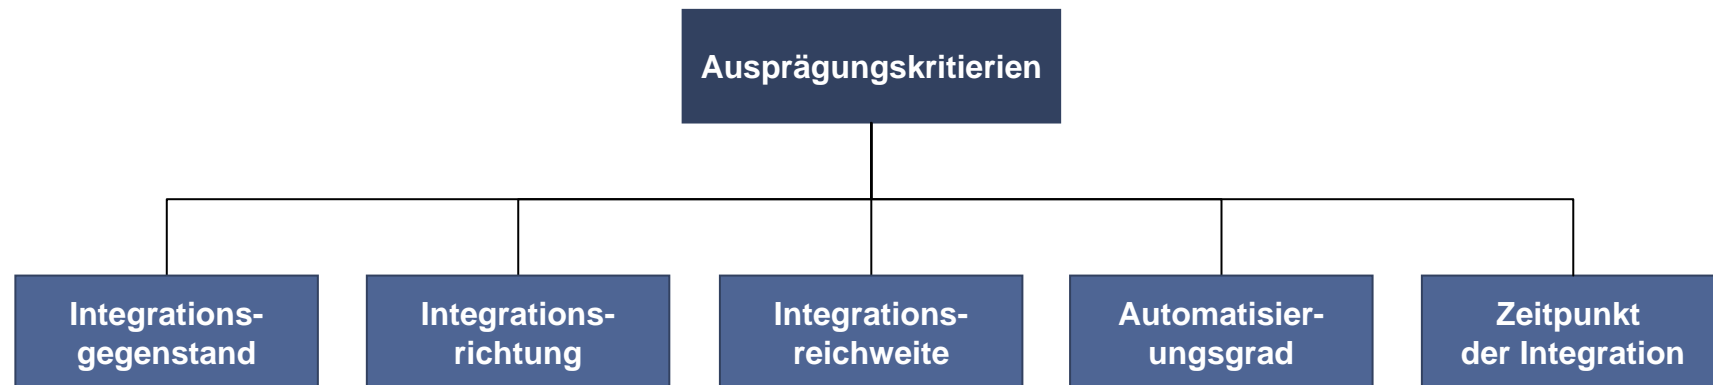 Ausprägungskritierien
Integrations-
gegenstand
Integrations-
richtung
Integrations-
reichweite
Automatisier-
ungsgrad
Zeitpunkt
der Integration